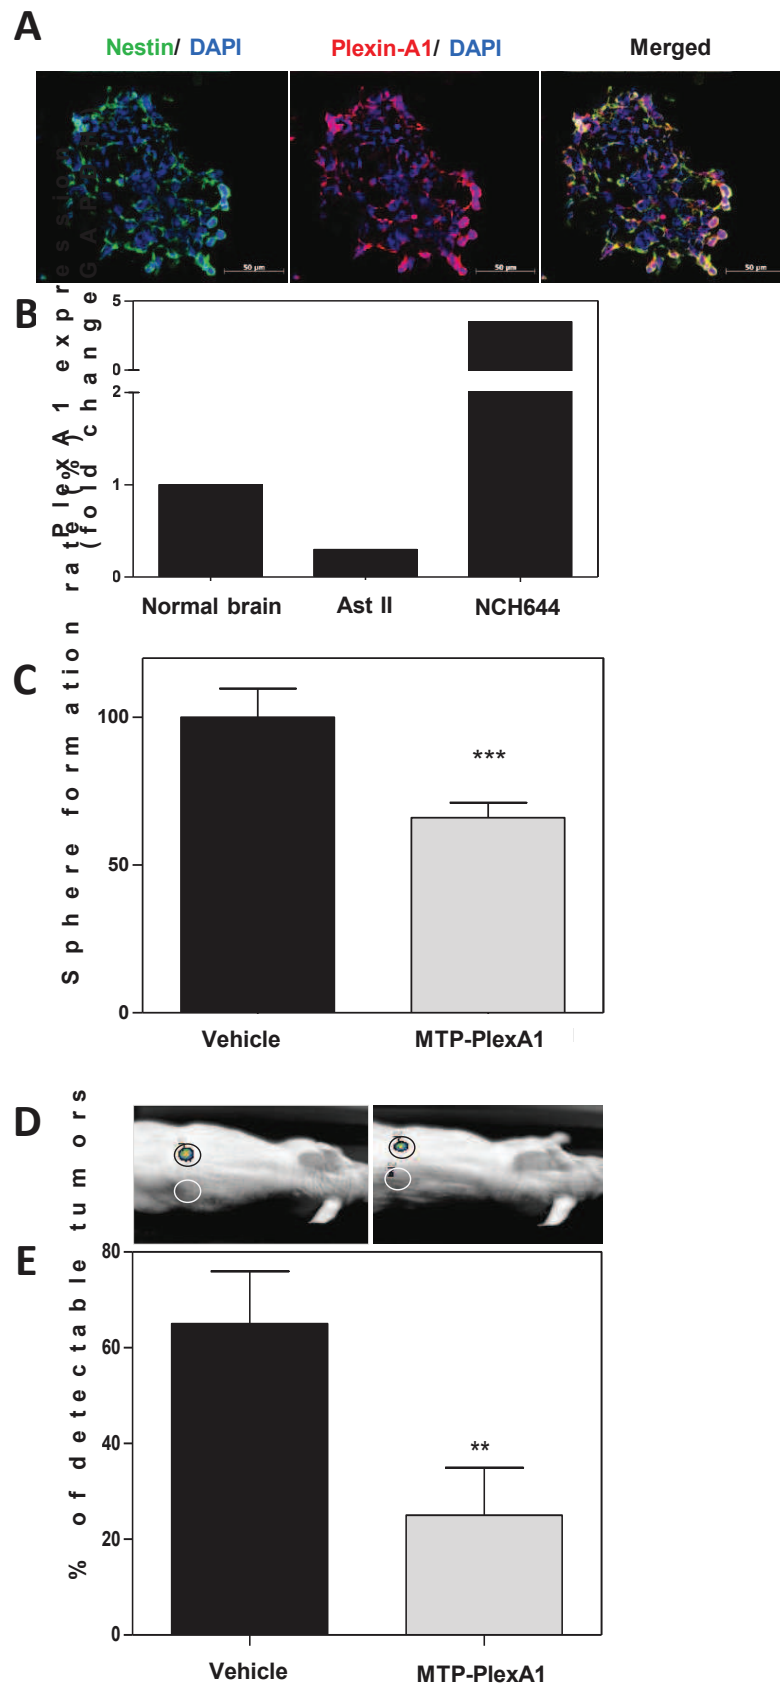 A
Nestin/ DAPI
Plexin-A1/ DAPI
Merged
50 µm
50 µm
50 µm
B
PlexA1 expression
(fold change GAPDH)
5
0
2
1
0
Normal brain
Ast II
NCH644
C
Sphere formation rate (%)
100
50
0
***
Vehicle
MTP-PlexA1
D
E
% of detectable tumors
80
60
40
20
0
**
Vehicle
MTP-PlexA1